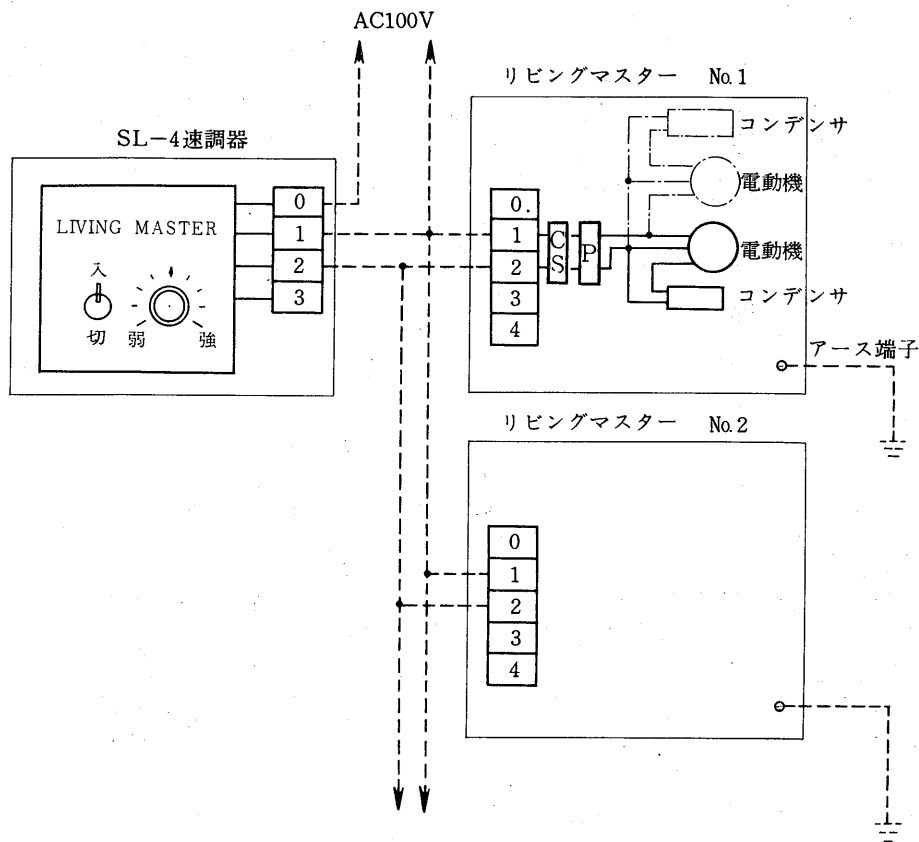 AC100V
リビングマスター No.1
SL-4速調器
LIVING MASTER
入
切
弱
強
0
1
2
3
0.
1
2
3
4
CS
P
コンデンサ
電動機
電動機
コンデンサ
アース端子
リビングマスター No.2
0
1
2
3
4